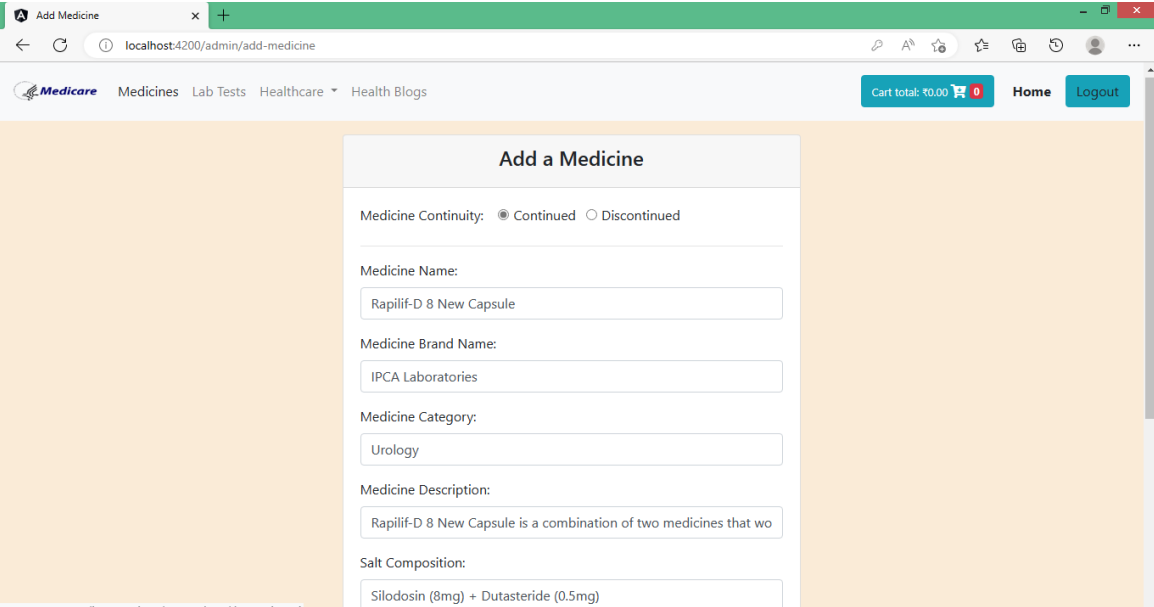 Add Medicine
localhost:4200/admin/add-medicine
Medicare Medicines Lab Tests Healthcare Health Blogs Cart total: ₹0.00 0 Home Logout
Add a Medicine
Medicine Continuity: Continued Discontinued
Medicine Name:
Rapilif-D 8 New Capsule
Medicine Brand Name:
IPCA Laboratories
Medicine Category:
Urology
Medicine Description:
Rapilif-D 8 New Capsule is a combination of two medicines that wo
Salt Composition:
Silodosin (8mg) + Dutasteride (0.5mg)